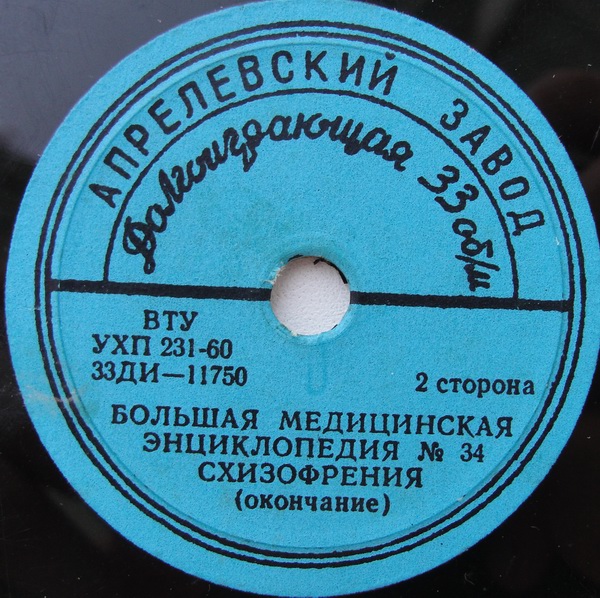 АПРЕЛЕВСКИЙ ЗАВОД
Долгоиграющая 33 об/м
ВТУ
УХП 231-60
33ДИ—11750
2 сторона
БОЛЬШАЯ МЕДИЦИНСКАЯ
ЭНЦИКЛОПЕДИЯ № 34
СХИЗОФРЕНИЯ
(окончание)